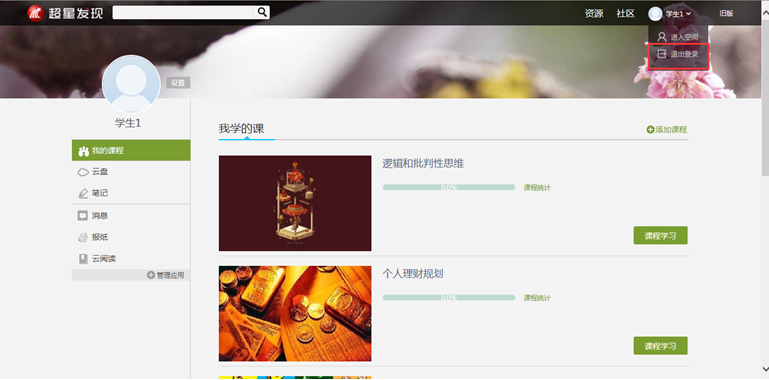 超星发现
资源 社区 学生1 旧版
进入空间
退出登录
设置
学生1
我的课程
云盘
笔记
消息
报纸
云阅读
管理应用
我学的课
添加课程
逻辑和批判性思维
0.0% 课程统计
课程学习
个人理财规划
0.0% 课程统计
课程学习